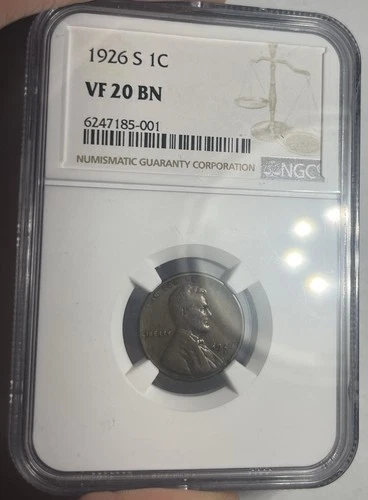 1926 S 1C
VF 20 BN
6247185-001
NUMISMATIC GUARANTY CORPORATION
NGC